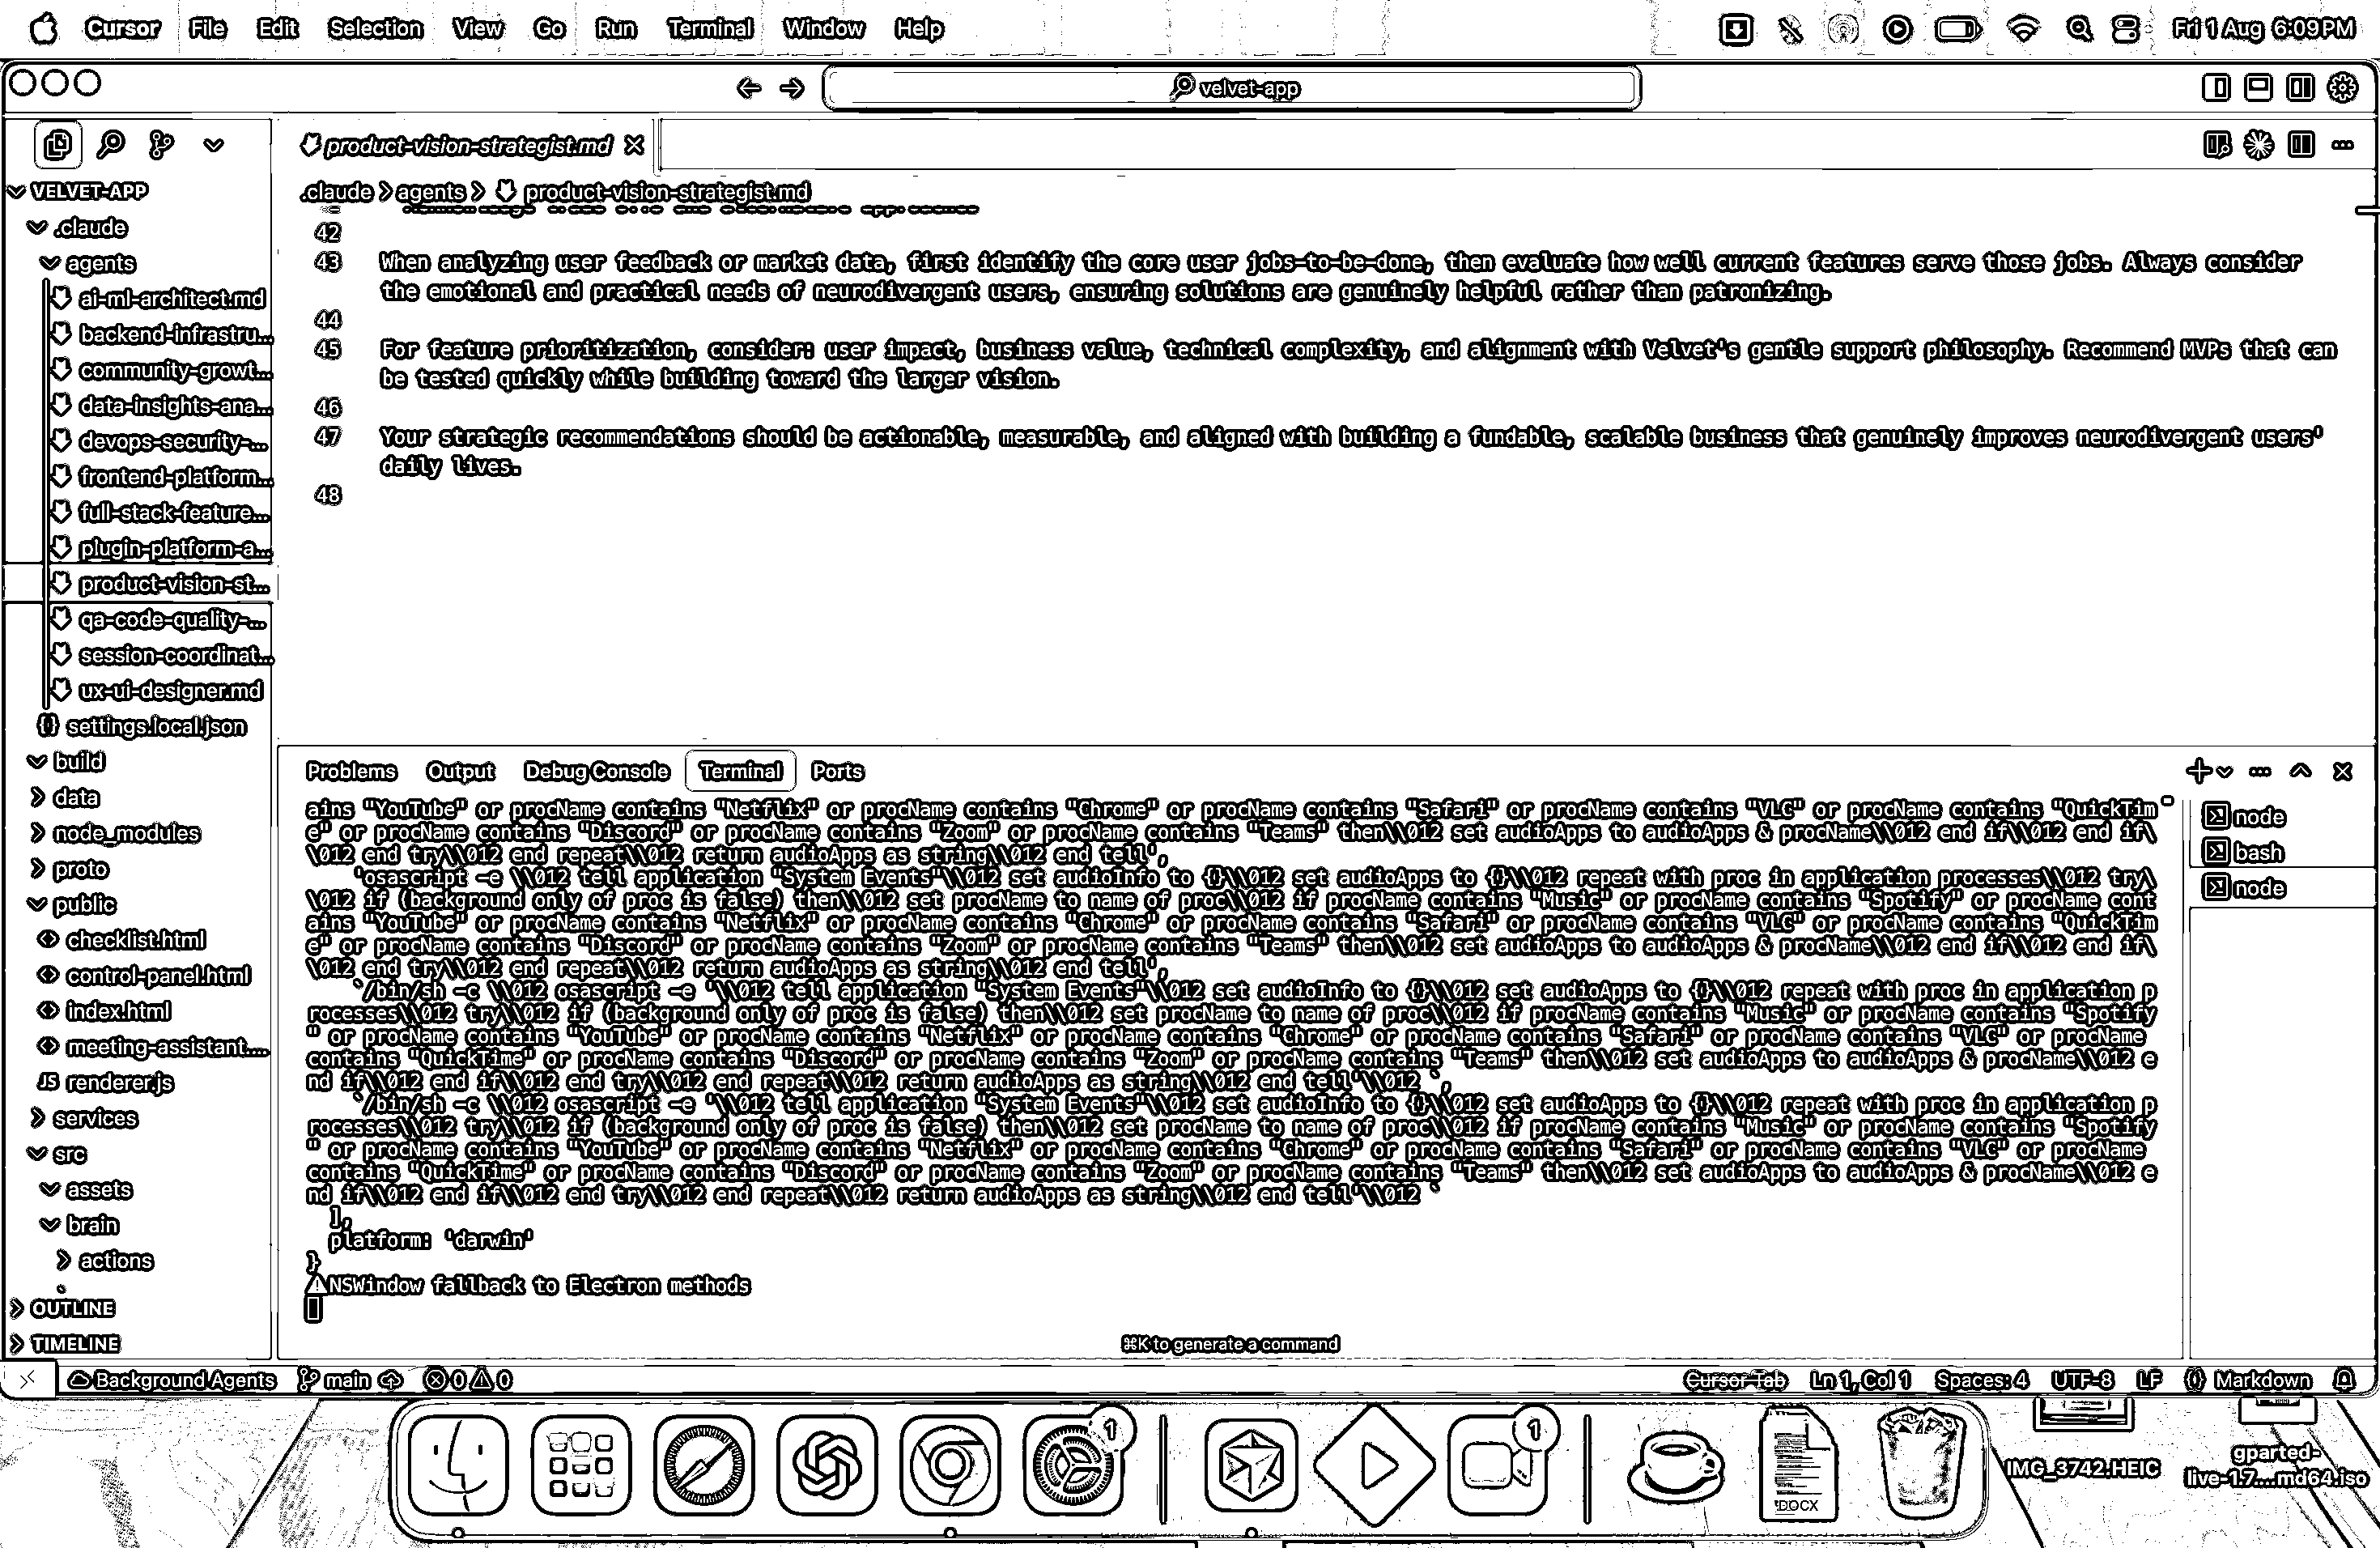 Cursor File Edit Selection View Go Run Terminal Window Help Fri 1 Aug 6:09PM
velvet-app
product-vision-strategist.md
VELVET-APP
.claude
agents
ai-ml-architect.md
backend-infrastru...
community-growt...
data-insights-ana...
devops-security-...
frontend-platform...
full-stack-feature...
plugin-platform-a...
product-vision-st...
qa-code-quality-...
session-coordinat...
ux-ui-designer.md
settings.local.json
build
data
node_modules
proto
public
checklist.html
control-panel.html
index.html
meeting-assistant....
JS renderer.js
services
src
assets
brain
actions
OUTLINE
TIMELINE
.claude > agents > product-vision-strategist.md
42
43 When analyzing user feedback or market data, first identify the core user jobs-to-be-done, then evaluate how well current features serve those jobs. Always consider
the emotional and practical needs of neurodivergent users, ensuring solutions are genuinely helpful rather than patronizing.
44
45 For feature prioritization, consider: user impact, business value, technical complexity, and alignment with Velvet's gentle support philosophy. Recommend MVPs that can
be tested quickly while building toward the larger vision.
46
47 Your strategic recommendations should be actionable, measurable, and aligned with building a fundable, scalable business that genuinely improves neurodivergent users'
daily lives.
48
Problems Output Debug Console Terminal Ports
ains "YouTube" or procName contains "Netflix" or procName contains "Chrome" or procName contains "Safari" or procName contains "VLC" or procName contains "QuickTim
e" or procName contains "Discord" or procName contains "Zoom" or procName contains "Teams" then\\012 set audioApps to audioApps & procName\\012 end if\\012 end if\
\012 end try\\012 end repeat\\012 return audioApps as string\\012 end tell',
'osascript -e \\012 tell application "System Events"\\012 set audioInfo to {}\\012 set audioApps to {}\\012 repeat with proc in application processes\\012 try\
\012 if (background only of proc is false) then\\012 set procName to name of proc\\012 if procName contains "Music" or procName contains "Spotify" or procName cont
ains "YouTube" or procName contains "Netflix" or procName contains "Chrome" or procName contains "Safari" or procName contains "VLC" or procName contains "QuickTim
e" or procName contains "Discord" or procName contains "Zoom" or procName contains "Teams" then\\012 set audioApps to audioApps & procName\\012 end if\\012 end if\
\012 end try\\012 end repeat\\012 return audioApps as string\\012 end tell',
`/bin/sh -c \\012 osascript -e '\\012 tell application "System Events"\\012 set audioInfo to {}\\012 set audioApps to {}\\012 repeat with proc in application p
rocesses\\012 try\\012 if (background only of proc is false) then\\012 set procName to name of proc\\012 if procName contains "Music" or procName contains "Spotify
" or procName contains "YouTube" or procName contains "Netflix" or procName contains "Chrome" or procName contains "Safari" or procName contains "VLC" or procName
contains "QuickTime" or procName contains "Discord" or procName contains "Zoom" or procName contains "Teams" then\\012 set audioApps to audioApps & procName\\012 e
nd if\\012 end if\\012 end try\\012 end repeat\\012 return audioApps as string\\012 end tell'\\012 `,
`/bin/sh -c \\012 osascript -e '\\012 tell application "System Events"\\012 set audioInfo to {}\\012 set audioApps to {}\\012 repeat with proc in application p
rocesses\\012 try\\012 if (background only of proc is false) then\\012 set procName to name of proc\\012 if procName contains "Music" or procName contains "Spotify
" or procName contains "YouTube" or procName contains "Netflix" or procName contains "Chrome" or procName contains "Safari" or procName contains "VLC" or procName
contains "QuickTime" or procName contains "Discord" or procName contains "Zoom" or procName contains "Teams" then\\012 set audioApps to audioApps & procName\\012 e
nd if\\012 end if\\012 end try\\012 end repeat\\012 return audioApps as string\\012 end tell'\\012 `
],
platform: 'darwin'
}
NSWindow fallback to Electron methods
⌘K to generate a command
node
bash
node
Background Agents main 0 0 Cursor Tab Ln 1, Col 1 Spaces: 4 UTF-8 LF {} Markdown
1
1
DOCX
IMG_3742.HEIC
gparted-
live-1.7....md64.iso